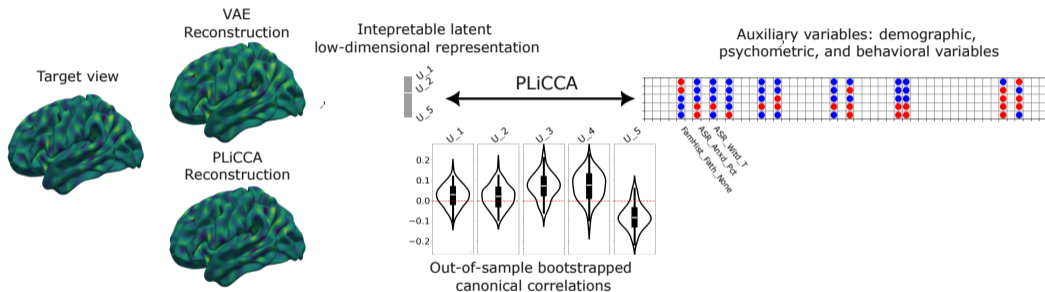 Target view
VAE
Reconstruction
PLiCCA
Reconstruction
Intepretable latent
low-dimensional representation
U_1
U_2
U_5
PLiCCA
Auxiliary variables: demographic,
psychometric, and behavioral variables
FamHist_Fath_None
ASR_Anxd_Pct
ASR_Witd_T
U_1 U_2 U_3 U_4 U_5
0.2
0.1
0.0
−0.1
−0.2
Out-of-sample bootstrapped
canonical correlations